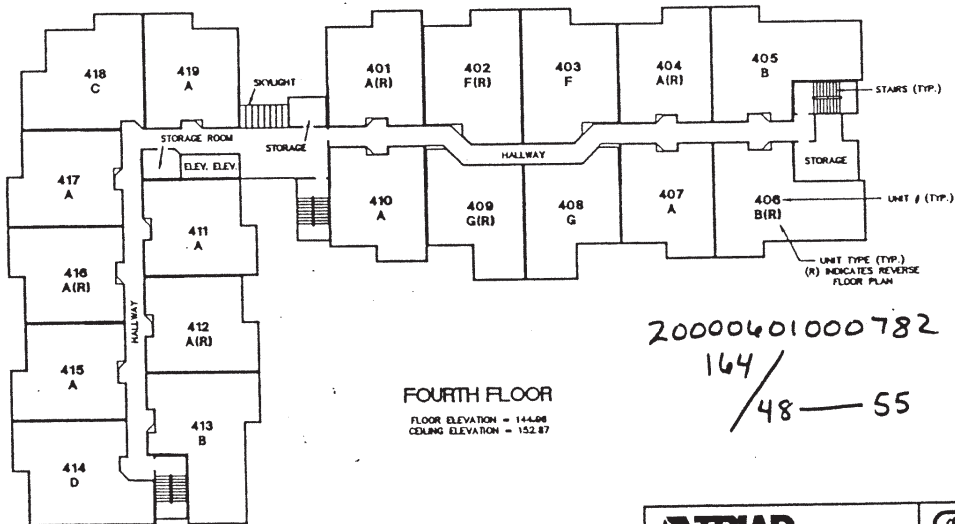 418
C
419
A
SKYLIGHT
401
A(R)
402
F(R)
403
F
404
A(R)
405
B
STAIRS (TYP.)
STORAGE ROOM
STORAGE
HALLWAY
STORAGE
ELEV. ELEV.
417
A
411
A
410
A
409
G(R)
408
G
407
A
406
B(R)
UNIT # (TYP.)
UNIT TYPE (TYP.)
(R) INDICATES REVERSE
FLOOR PLAN
416
A(R)
HALLWAY
412
A(R)
415
A
413
B
414
D
FOURTH FLOOR
FLOOR ELEVATION = 144.96
CEILING ELEVATION = 152.87
20000601000782
164/48 — 55
TRIAD